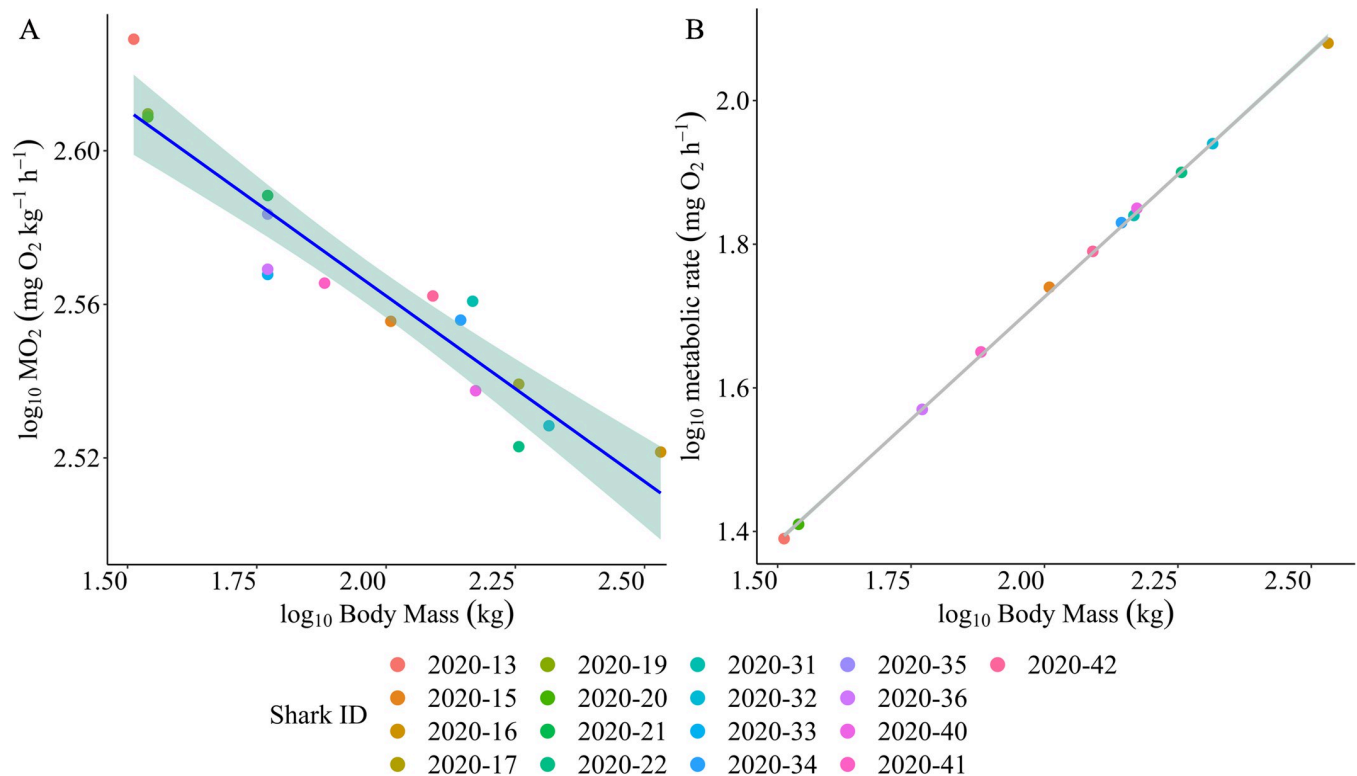 A
log₁₀ MO₂ (mg O₂ kg⁻¹ h⁻¹)
2.60
2.56
2.52
1.50 1.75 2.00 2.25 2.50
log₁₀ Body Mass (kg)
B
log₁₀ metabolic rate (mg O₂ h⁻¹)
2.0
1.8
1.6
1.4
1.50 1.75 2.00 2.25 2.50
log₁₀ Body Mass (kg)
Shark ID
2020-13 2020-19 2020-31 2020-35 2020-42
2020-15 2020-20 2020-32 2020-36
2020-16 2020-21 2020-33 2020-40
2020-17 2020-22 2020-34 2020-41